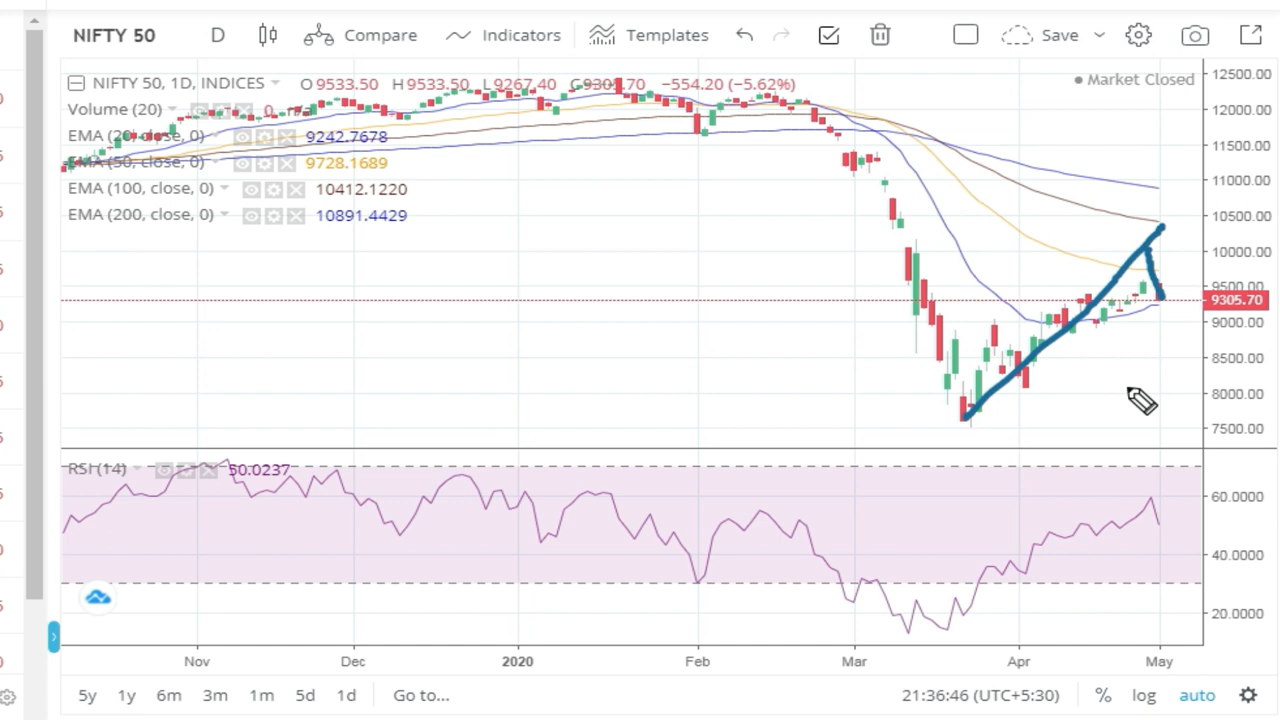 NIFTY 50 D Compare Indicators Templates Save
NIFTY 50, 1D, INDICES O9533.50 H9533.50 L9267.40 C9305.70 −554.20 (−5.62%)
Market Closed
Volume (20) 0
EMA (20, close, 0) 9242.7678
EMA (50, close, 0) 9728.1689
EMA (100, close, 0) 10412.1220
EMA (200, close, 0) 10891.4429
12500.00
12000.00
11500.00
11000.00
10500.00
10000.00
9500.00
9305.70
9000.00
8500.00
8000.00
7500.00
RSI (14) 50.0237
60.0000
40.0000
20.0000
Nov Dec 2020 Feb Mar Apr May
5y 1y 6m 3m 1m 5d 1d Go to... 21:36:46 (UTC+5:30) % log auto